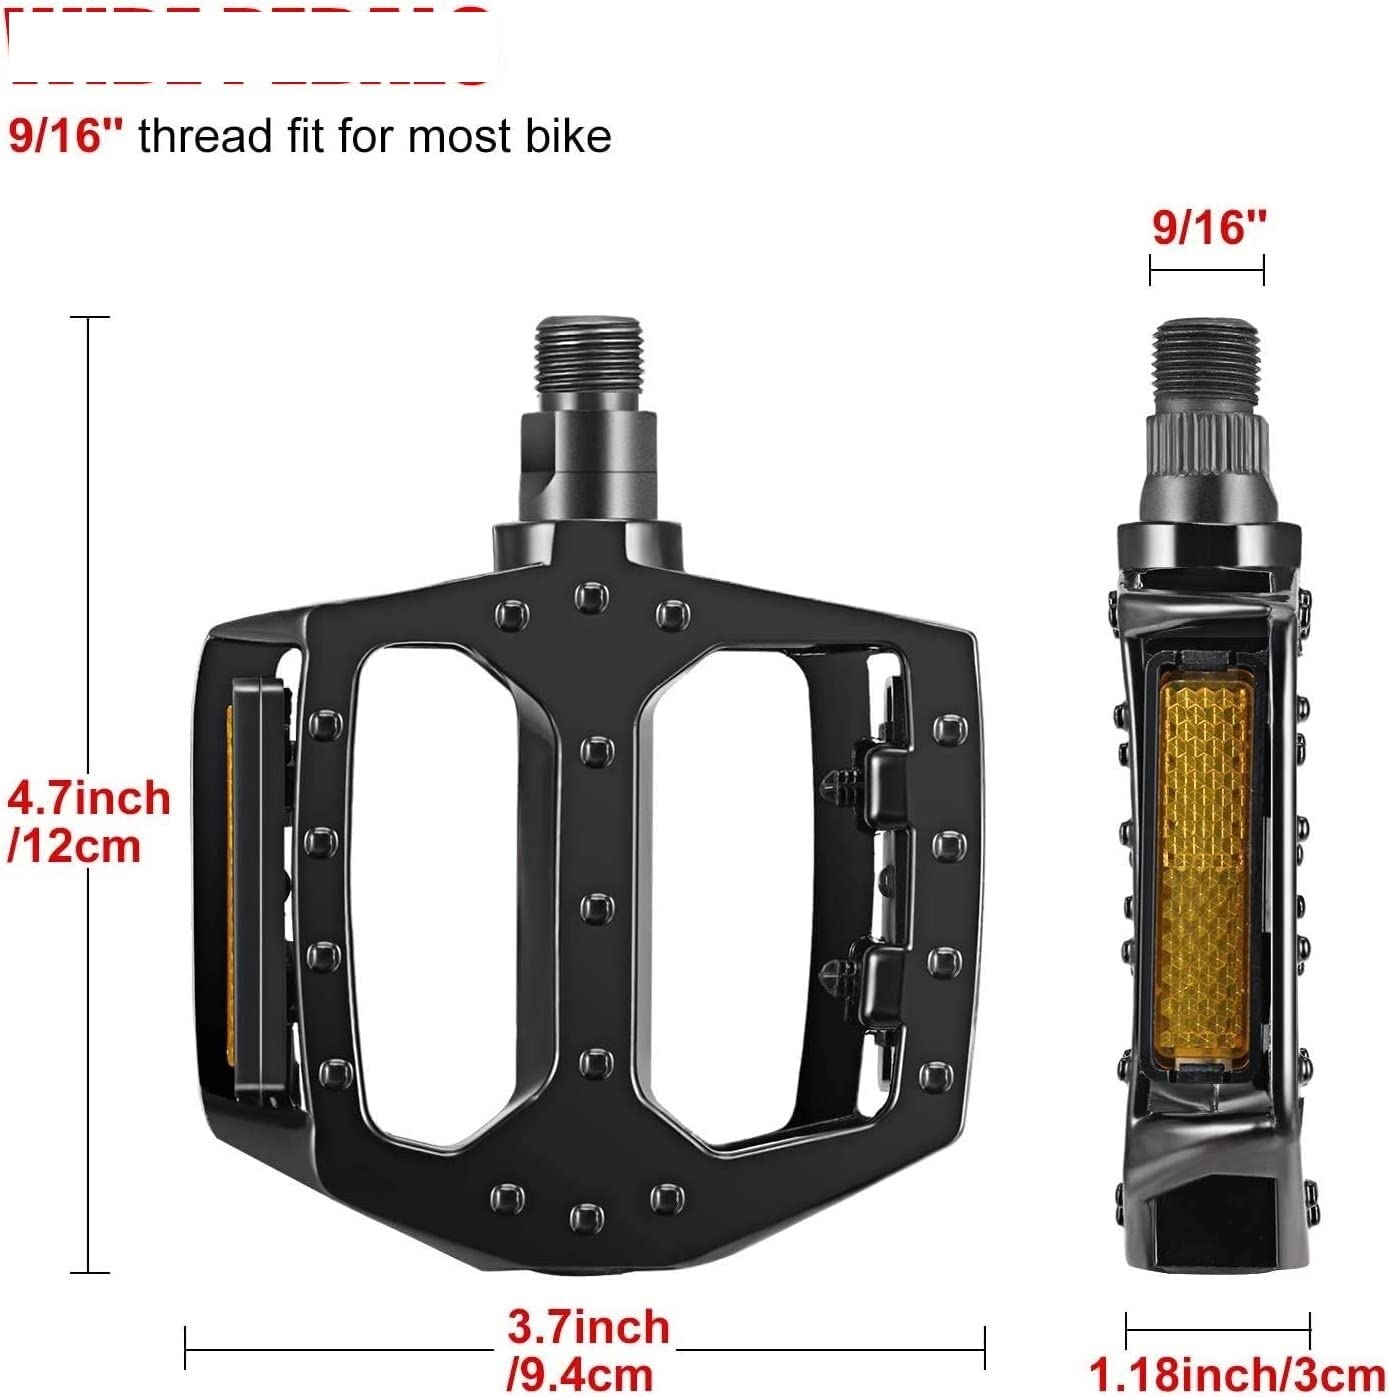 9/16" thread fit for most bike
9/16"
4.7inch
/12cm
3.7inch
/9.4cm
1.18inch/3cm